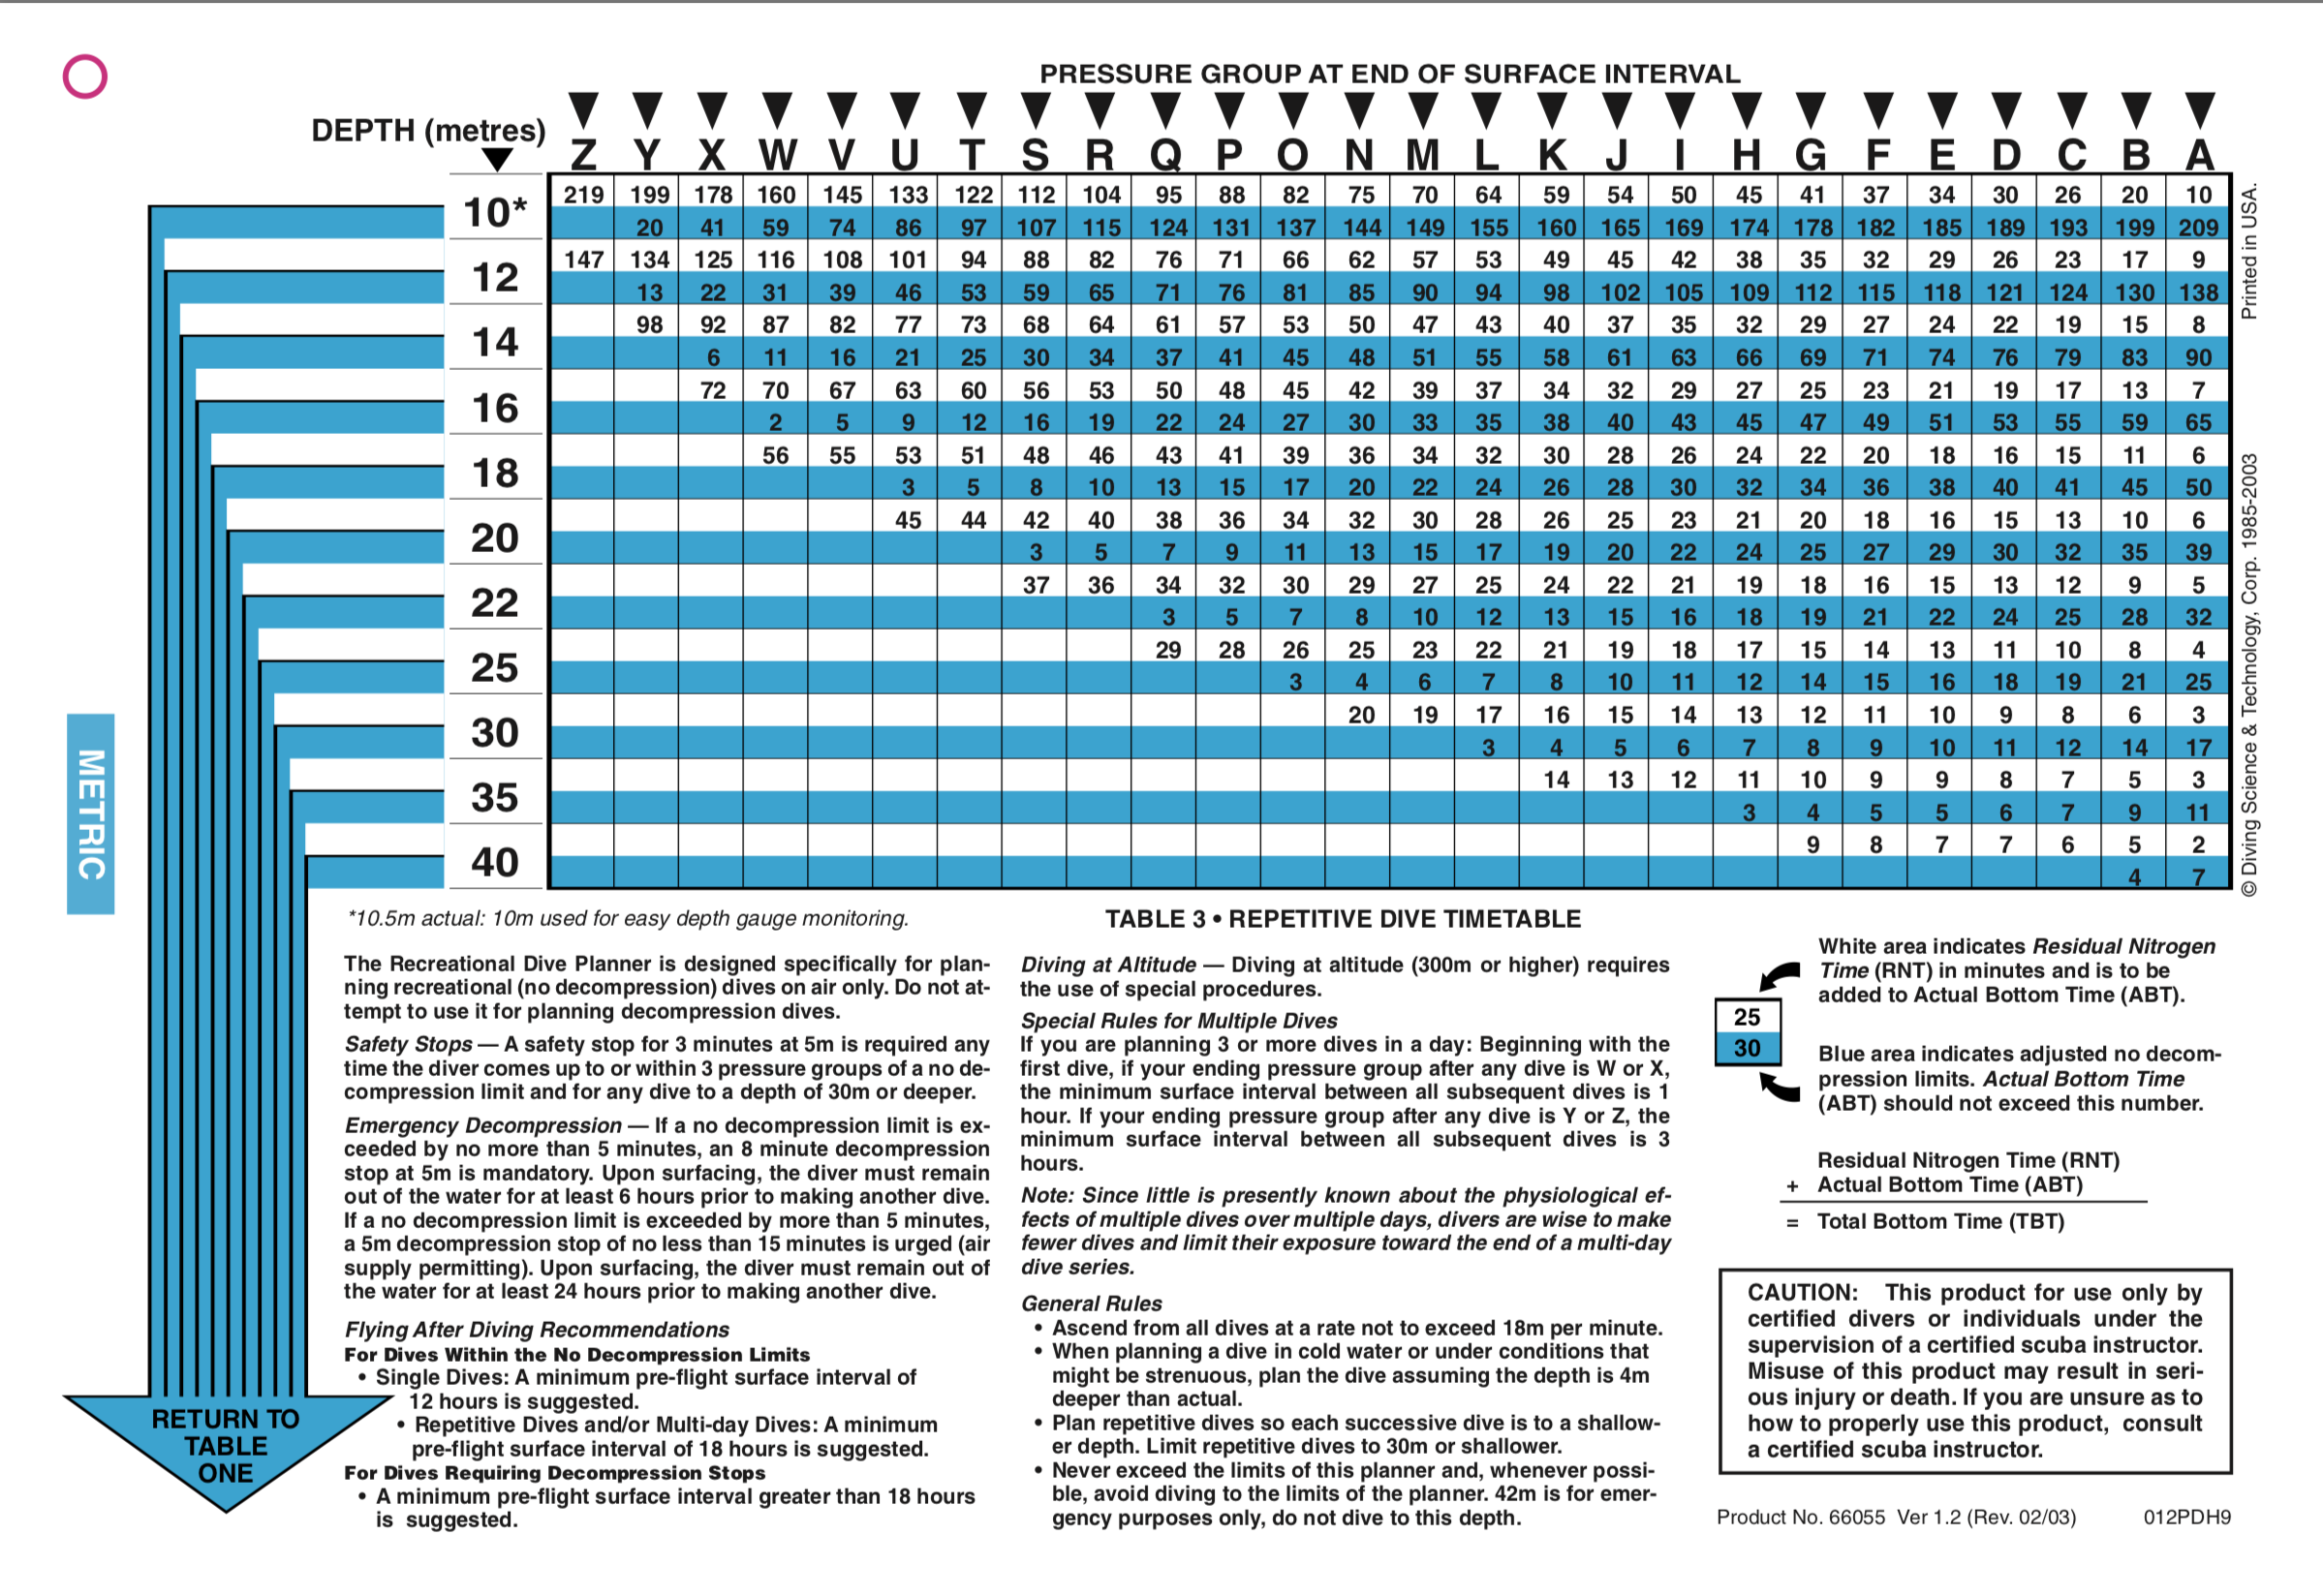 PRESSURE GROUP AT END OF SURFACE INTERVAL
DEPTH (metres)
Z Y X W V U T S R Q P O N M L K J I H G F E D C B A
10*
219 199 178 160 145 133 122 112 104 95 88 82 75 70 64 59 54 50 45 41 37 34 30 26 20 10
20 41 59 74 86 97 107 115 124 131 137 144 149 155 160 165 169 174 178 182 185 189 193 199 209
12
147 134 125 116 108 101 94 88 82 76 71 66 62 57 53 49 45 42 38 35 32 29 26 23 17 9
13 22 31 39 46 53 59 65 71 76 81 85 90 94 98 102 105 109 112 115 118 121 124 130 138
14
98 92 87 82 77 73 68 64 61 57 53 50 47 43 40 37 35 32 29 27 24 22 19 15 8
6 11 16 21 25 30 34 37 41 45 48 51 55 58 61 63 66 69 71 74 76 79 83 90
16
72 70 67 63 60 56 53 50 48 45 42 39 37 34 32 29 27 25 23 21 19 17 13 7
2 5 9 12 16 19 22 24 27 30 33 35 38 40 43 45 47 49 51 53 55 59 65
18
56 55 53 51 48 46 43 41 39 36 34 32 30 28 26 24 22 20 18 16 15 11 6
3 5 8 10 13 15 17 20 22 24 26 28 30 32 34 36 38 40 41 45 50
20
45 44 42 40 38 36 34 32 30 28 26 25 23 21 20 18 16 15 13 10 6
3 5 7 9 11 13 15 17 19 20 22 24 25 27 29 30 32 35 39
22
37 36 34 32 30 29 27 25 24 22 21 19 18 16 15 13 12 9 5
3 5 7 8 10 12 13 15 16 18 19 21 22 24 25 28 32
25
29 28 26 25 23 22 21 19 18 17 15 14 13 11 10 8 4
3 4 6 7 8 10 11 12 14 15 16 18 19 21 25
30
20 19 17 16 15 14 13 12 11 10 9 8 6 3
3 4 5 6 7 8 9 10 11 12 14 17
35
14 13 12 11 10 9 9 8 7 5 3
3 4 5 5 6 7 9 11
40
9 8 7 7 6 5 2
4 7
METRIC
Printed in USA.
© Diving Science & Technology, Corp. 1985-2003
*10.5m actual: 10m used for easy depth gauge monitoring.
TABLE 3 • REPETITIVE DIVE TIMETABLE
The Recreational Dive Planner is designed specifically for plan-
ning recreational (no decompression) dives on air only. Do not at-
tempt to use it for planning decompression dives.
Safety Stops — A safety stop for 3 minutes at 5m is required any
time the diver comes up to or within 3 pressure groups of a no de-
compression limit and for any dive to a depth of 30m or deeper.
Emergency Decompression — If a no decompression limit is ex-
ceeded by no more than 5 minutes, an 8 minute decompression
stop at 5m is mandatory. Upon surfacing, the diver must remain
out of the water for at least 6 hours prior to making another dive.
If a no decompression limit is exceeded by more than 5 minutes,
a 5m decompression stop of no less than 15 minutes is urged (air
supply permitting). Upon surfacing, the diver must remain out of
the water for at least 24 hours prior to making another dive.
Flying After Diving Recommendations
For Dives Within the No Decompression Limits
• Single Dives: A minimum pre-flight surface interval of
12 hours is suggested.
• Repetitive Dives and/or Multi-day Dives: A minimum
pre-flight surface interval of 18 hours is suggested.
For Dives Requiring Decompression Stops
• A minimum pre-flight surface interval greater than 18 hours
is suggested.
RETURN TO
TABLE
ONE
Diving at Altitude — Diving at altitude (300m or higher) requires
the use of special procedures.
Special Rules for Multiple Dives
If you are planning 3 or more dives in a day: Beginning with the
first dive, if your ending pressure group after any dive is W or X,
the minimum surface interval between all subsequent dives is 1
hour. If your ending pressure group after any dive is Y or Z, the
minimum surface interval between all subsequent dives is 3
hours.
Note: Since little is presently known about the physiological ef-
fects of multiple dives over multiple days, divers are wise to make
fewer dives and limit their exposure toward the end of a multi-day
dive series.
General Rules
• Ascend from all dives at a rate not to exceed 18m per minute.
• When planning a dive in cold water or under conditions that
might be strenuous, plan the dive assuming the depth is 4m
deeper than actual.
• Plan repetitive dives so each successive dive is to a shallow-
er depth. Limit repetitive dives to 30m or shallower.
• Never exceed the limits of this planner and, whenever possi-
ble, avoid diving to the limits of the planner. 42m is for emer-
gency purposes only, do not dive to this depth.
White area indicates Residual Nitrogen
Time (RNT) in minutes and is to be
added to Actual Bottom Time (ABT).
25
30
Blue area indicates adjusted no decom-
pression limits. Actual Bottom Time
(ABT) should not exceed this number.
Residual Nitrogen Time (RNT)
+ Actual Bottom Time (ABT)
= Total Bottom Time (TBT)
CAUTION: This product for use only by
certified divers or individuals under the
supervision of a certified scuba instructor.
Misuse of this product may result in seri-
ous injury or death. If you are unsure as to
how to properly use this product, consult
a certified scuba instructor.
Product No. 66055 Ver 1.2 (Rev. 02/03) 012PDH9